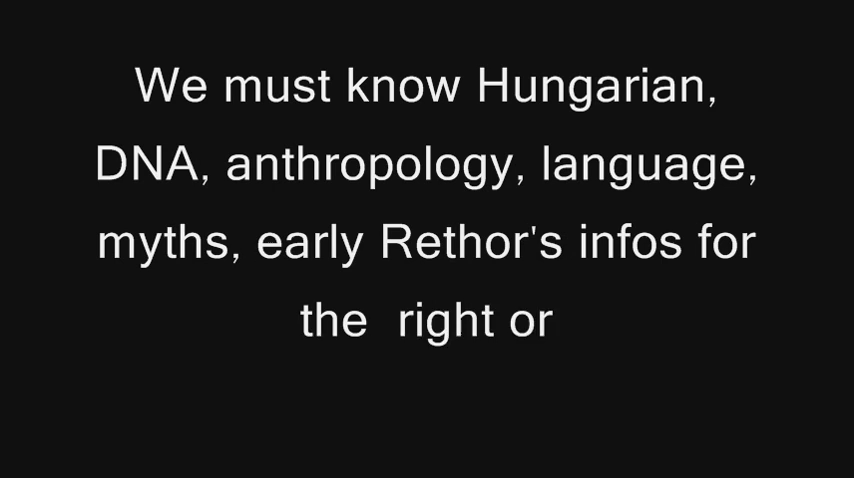 We must know Hungarian,
DNA, anthropology, language,
myths, early Rethor's infos for
the  right or